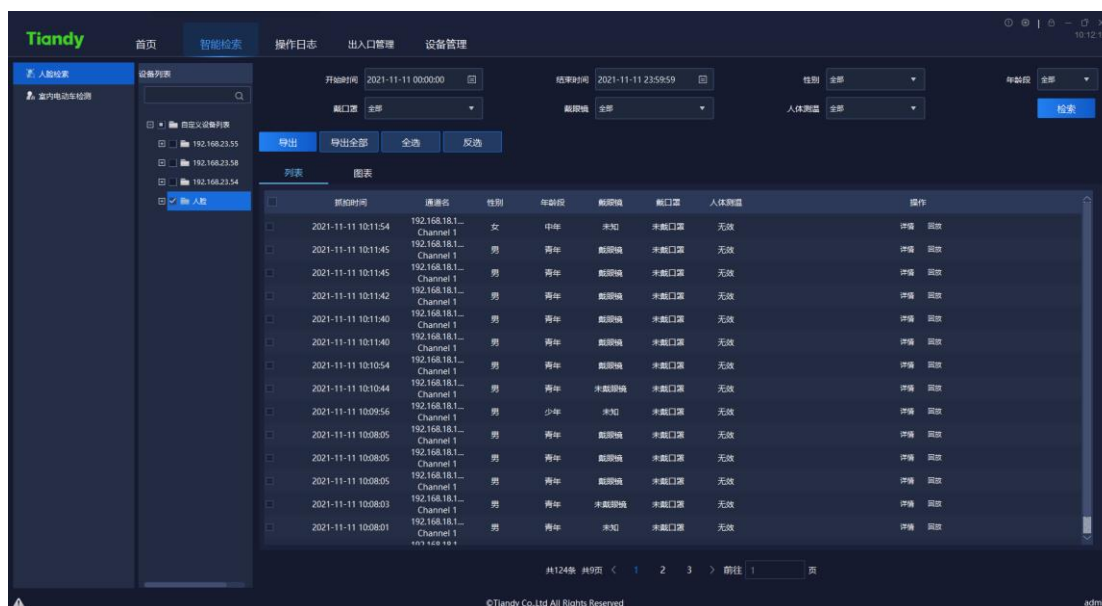 10:12:1
Tiandy 首页 智能检索 操作日志 出入口管理 设备管理
人脸检索
室内电动车检测
设备列表
自定义设备列表
192.168.23.55
192.168.23.58
192.168.23.54
人脸
开始时间 2021-11-11 00:00:00 结束时间 2021-11-11 23:59:59 性别 全部 年龄段 全部
戴口罩 全部 戴眼镜 全部 人体测温 全部 检索
导出 导出全部 全选 反选
列表 图表
抓拍时间 通道名 性别 年龄段 戴眼镜 戴口罩 人体测温 操作
2021-11-11 10:11:54 192.168.18.1... Channel 1 女 中年 未知 未戴口罩 无效 详情 回放
2021-11-11 10:11:45 192.168.18.1... Channel 1 男 青年 戴眼镜 未戴口罩 无效 详情 回放
2021-11-11 10:11:45 192.168.18.1... Channel 1 男 青年 戴眼镜 未戴口罩 无效 详情 回放
2021-11-11 10:11:42 192.168.18.1... Channel 1 男 青年 戴眼镜 未戴口罩 无效 详情 回放
2021-11-11 10:11:40 192.168.18.1... Channel 1 男 青年 戴眼镜 未戴口罩 无效 详情 回放
2021-11-11 10:11:40 192.168.18.1... Channel 1 男 青年 戴眼镜 未戴口罩 无效 详情 回放
2021-11-11 10:10:54 192.168.18.1... Channel 1 男 青年 戴眼镜 未戴口罩 无效 详情 回放
2021-11-11 10:10:44 192.168.18.1... Channel 1 男 青年 未戴眼镜 未戴口罩 无效 详情 回放
2021-11-11 10:09:56 192.168.18.1... Channel 1 男 少年 未知 未戴口罩 无效 详情 回放
2021-11-11 10:08:05 192.168.18.1... Channel 1 男 青年 戴眼镜 未戴口罩 无效 详情 回放
2021-11-11 10:08:05 192.168.18.1... Channel 1 男 青年 戴眼镜 未戴口罩 无效 详情 回放
2021-11-11 10:08:05 192.168.18.1... Channel 1 男 青年 戴眼镜 未戴口罩 无效 详情 回放
2021-11-11 10:08:03 192.168.18.1... Channel 1 男 青年 未戴眼镜 未戴口罩 无效 详情 回放
2021-11-11 10:08:01 192.168.18.1... Channel 1 男 青年 未知 未戴口罩 无效 详情 回放
共124条 共9页 < 1 2 3 > 前往 1 页
©Tiandy Co.,Ltd All Rights Reserved adm